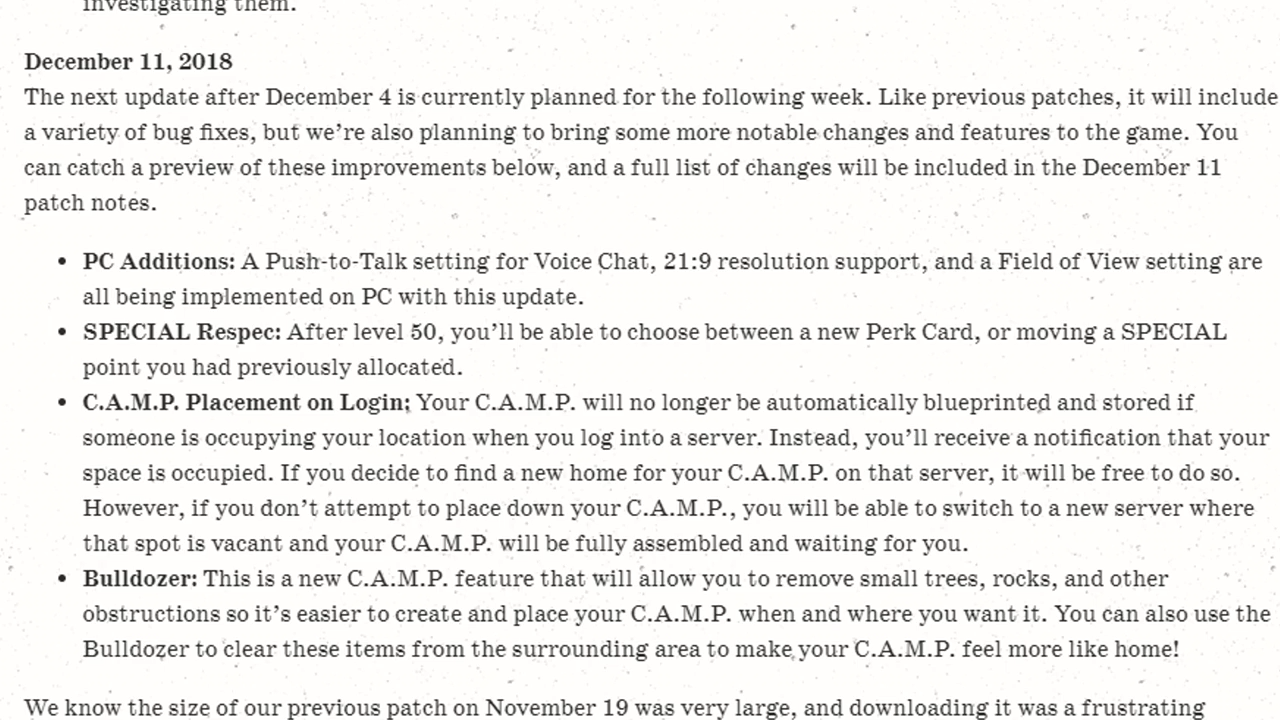 investigating them.
December 11, 2018
The next update after December 4 is currently planned for the following week. Like previous patches, it will include
a variety of bug fixes, but we’re also planning to bring some more notable changes and features to the game. You
can catch a preview of these improvements below, and a full list of changes will be included in the December 11
patch notes.
• PC Additions: A Push-to-Talk setting for Voice Chat, 21:9 resolution support, and a Field of View setting are
all being implemented on PC with this update.
• SPECIAL Respec: After level 50, you’ll be able to choose between a new Perk Card, or moving a SPECIAL
point you had previously allocated.
• C.A.M.P. Placement on Login; Your C.A.M.P. will no longer be automatically blueprinted and stored if
someone is occupying your location when you log into a server. Instead, you’ll receive a notification that your
space is occupied. If you decide to find a new home for your C.A.M.P. on that server, it will be free to do so.
However, if you don’t attempt to place down your C.A.M.P., you will be able to switch to a new server where
that spot is vacant and your C.A.M.P. will be fully assembled and waiting for you.
• Bulldozer: This is a new C.A.M.P. feature that will allow you to remove small trees, rocks, and other
obstructions so it’s easier to create and place your C.A.M.P. when and where you want it. You can also use the
Bulldozer to clear these items from the surrounding area to make your C.A.M.P. feel more like home!
We know the size of our previous patch on November 19 was very large, and downloading it was a frustrating